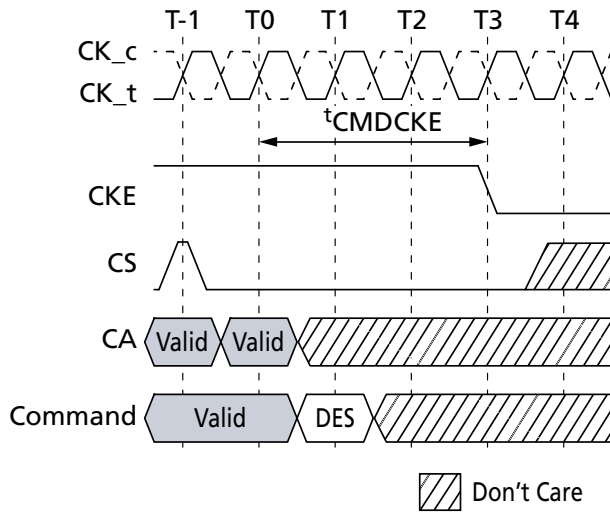 T-1 T0 T1 T2 T3 T4
CK_c
CK_t
tCMDCKE
CKE
CS
CA Valid Valid
Command Valid DES
Don't Care